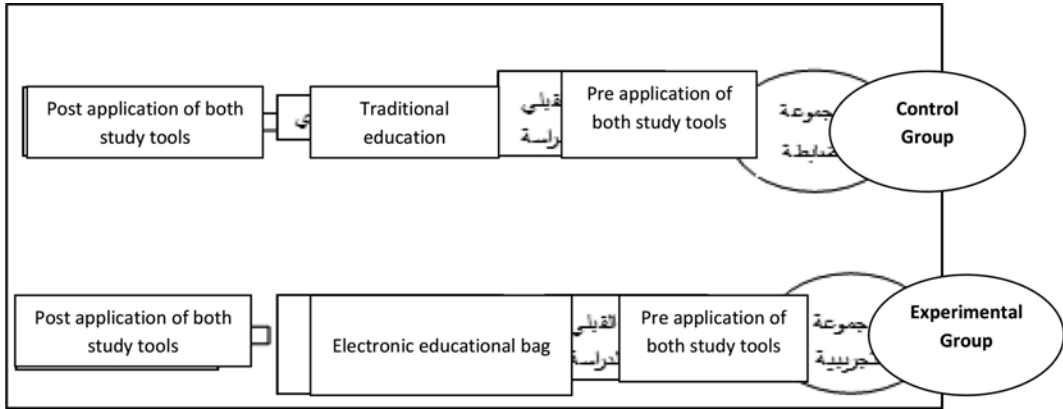 Post application of both
study tools
Traditional
education
Pre application of
both study tools
Control
Group
Post application of both
study tools
Electronic educational bag
القبلي
Pre application of
both study tools
Experimental
Group